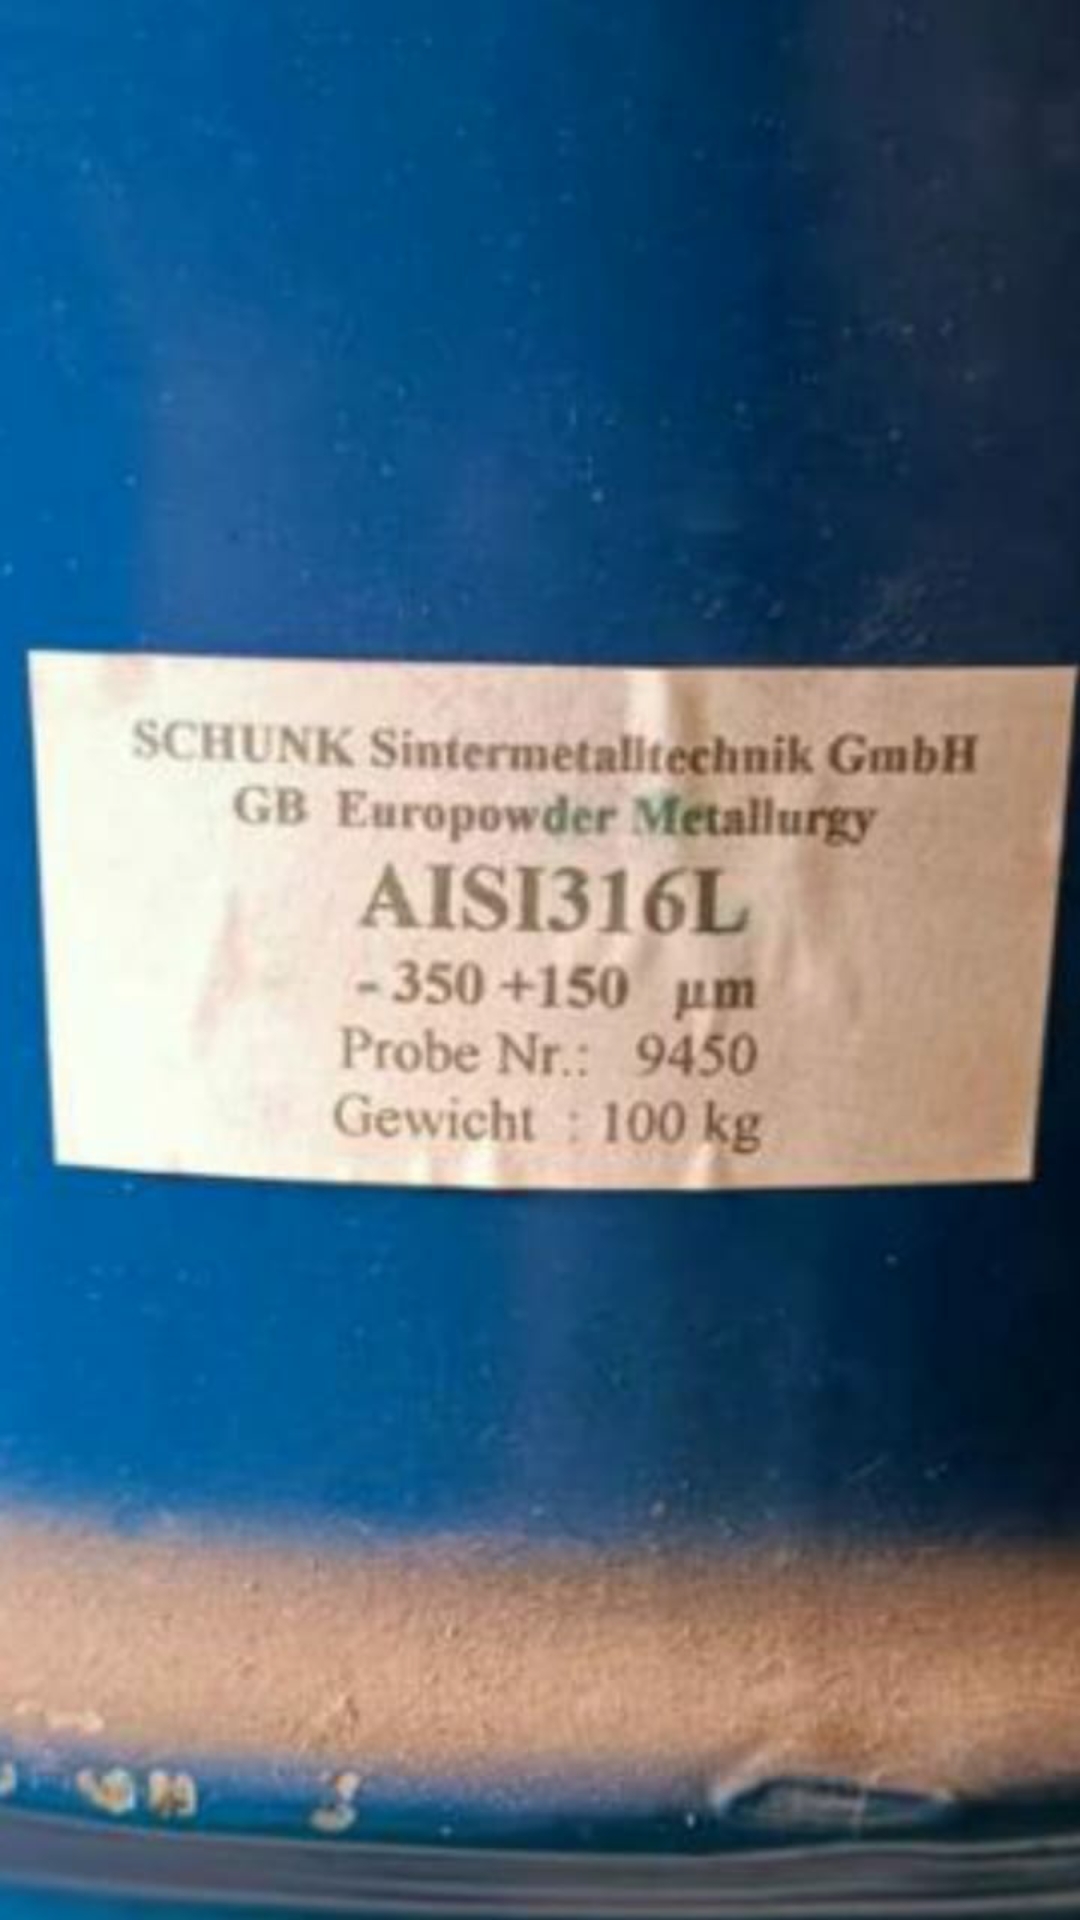 SCHUNK Sintermetalltechnik GmbH
GB Europowder Metallurgy
AISI316L
- 350 +150 µm
Probe Nr.: 9450
Gewicht : 100 kg